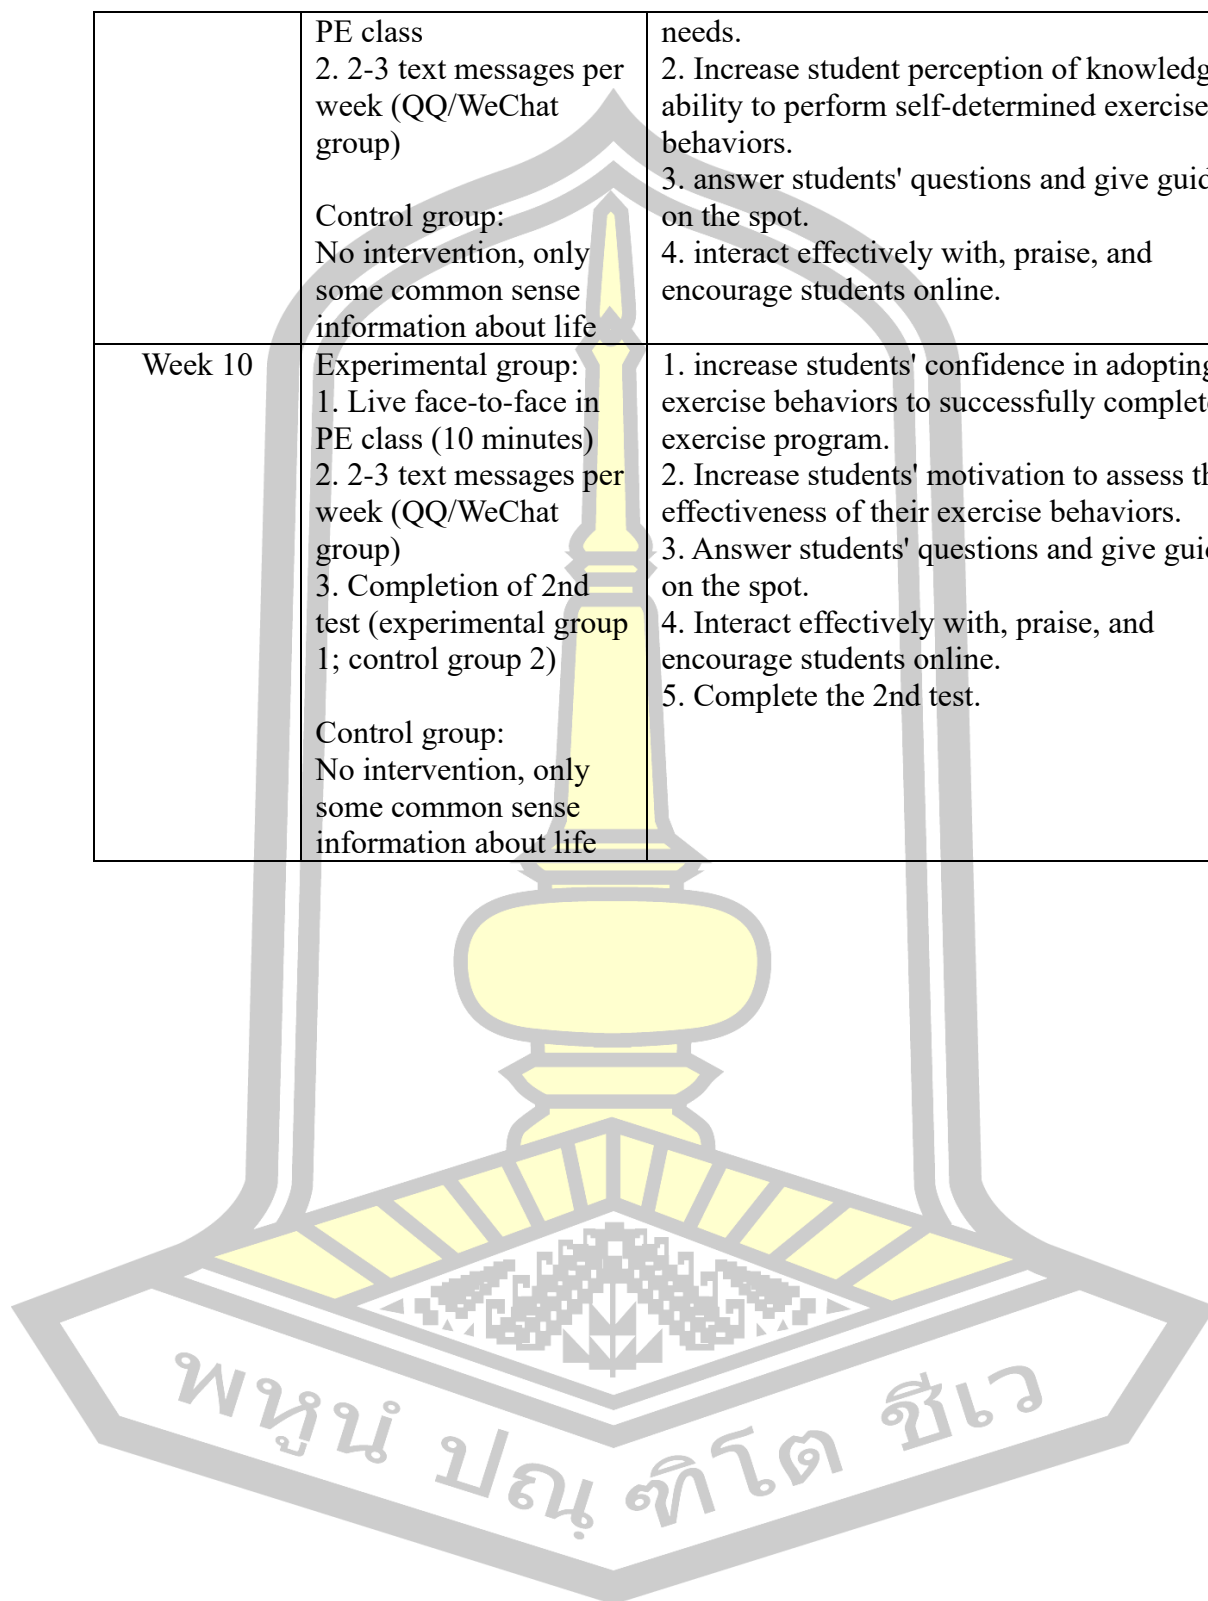 PE class
2. 2-3 text messages per
week (QQ/WeChat
group)
Control group:
No intervention, only
some common sense
information about life
needs.
2. Increase student perception of knowledg
ability to perform self-determined exercise
behaviors.
3. answer students' questions and give guid
on the spot.
4. interact effectively with, praise, and
encourage students online.
Week 10
Experimental group:
1. Live face-to-face in
PE class (10 minutes)
2. 2-3 text messages per
week (QQ/WeChat
group)
3. Completion of 2nd
test (experimental group
1; control group 2)
Control group:
No intervention, only
some common sense
information about life
1. increase students' confidence in adopting
exercise behaviors to successfully complet
exercise program.
2. Increase students' motivation to assess th
effectiveness of their exercise behaviors.
3. Answer students' questions and give guid
on the spot.
4. Interact effectively with, praise, and
encourage students online.
5. Complete the 2nd test.
พหูนํ ปณฺฑิโต ชีเว